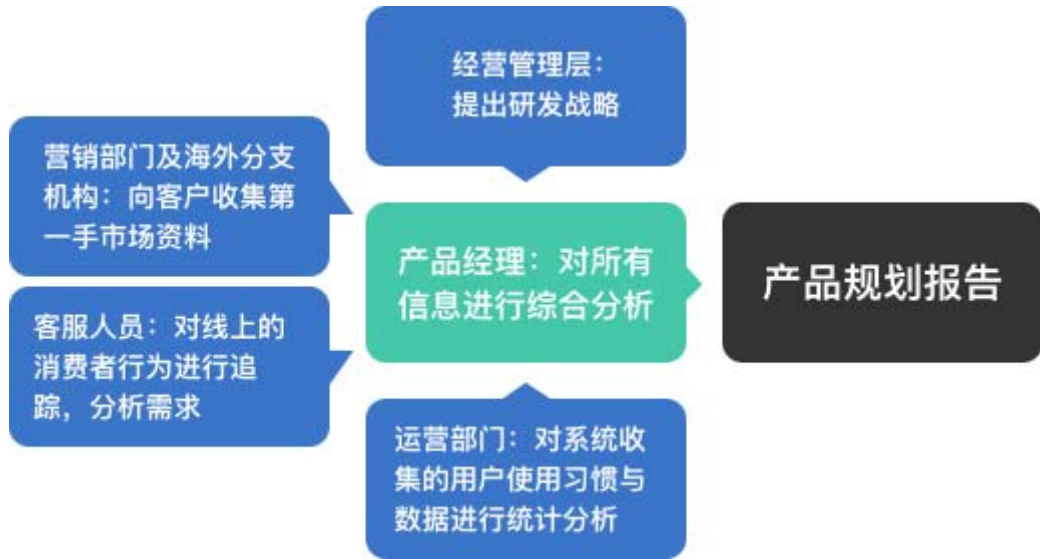 经营管理层：
提出研发战略
营销部门及海外分支
机构：向客户收集第
一手市场资料
客服人员：对线上的
消费者行为进行追
踪，分析需求
产品经理：对所有
信息进行综合分析
运营部门：对系统收
集的用户使用习惯与
数据进行统计分析
产品规划报告